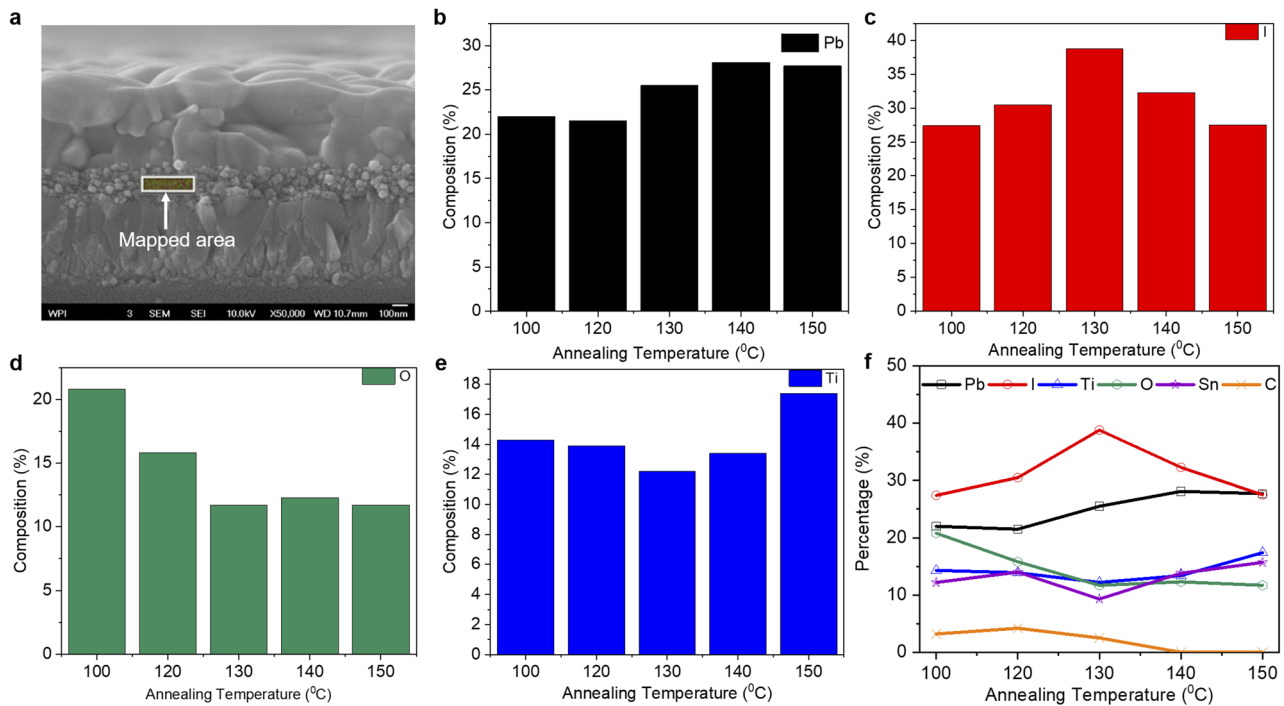 a
Mapped area
WPI 3 SEM SEI 10.0kV X50,000 WD 10.7mm 100nm
b
Pb
Composition (%)
30
25
20
15
10
5
0
100 120 130 140 150
Annealing Temperature (⁰C)
c
I
Composition (%)
40
35
30
25
20
15
10
5
0
100 120 130 140 150
Annealing Temperature (⁰C)
d
O
Composition (%)
20
15
10
5
0
100 120 130 140 150
Annealing Temperature (⁰C)
e
Ti
Composition (%)
18
16
14
12
10
8
6
4
2
0
100 120 130 140 150
Annealing Temperature (⁰C)
f
Pb I Ti O Sn C
Percentage (%)
50
40
30
20
10
0
100 120 130 140 150
Annealing Temperature (⁰C)